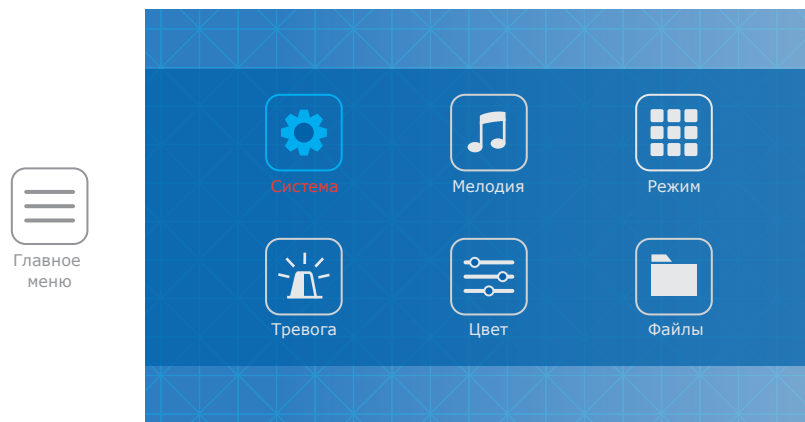 Система
Мелодия
Режим
Главное
меню
Тревога
Цвет
Файлы